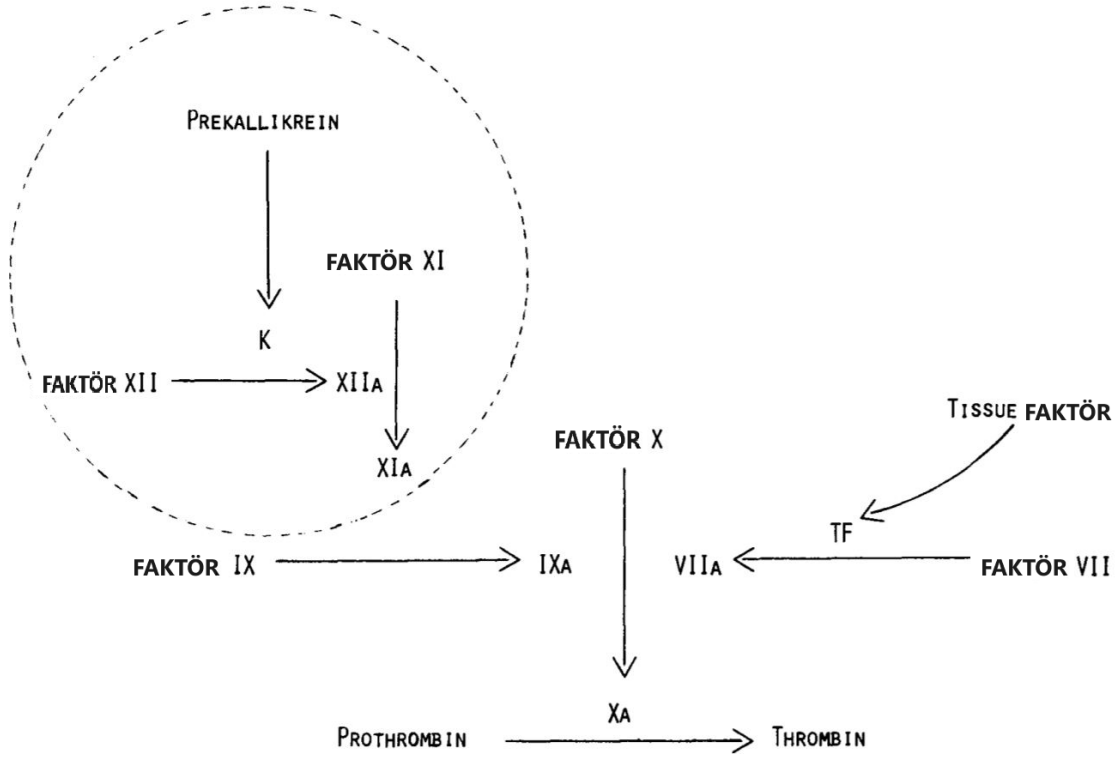 PREKALLIKREIN
FAKTÖR XI
K
FAKTÖR XII
XIIA
XIA
FAKTÖR X
TISSUE FAKTÖR
TF
FAKTÖR IX
IXA
VIIA
FAKTÖR VII
XA
PROTHROMBIN
THROMBIN